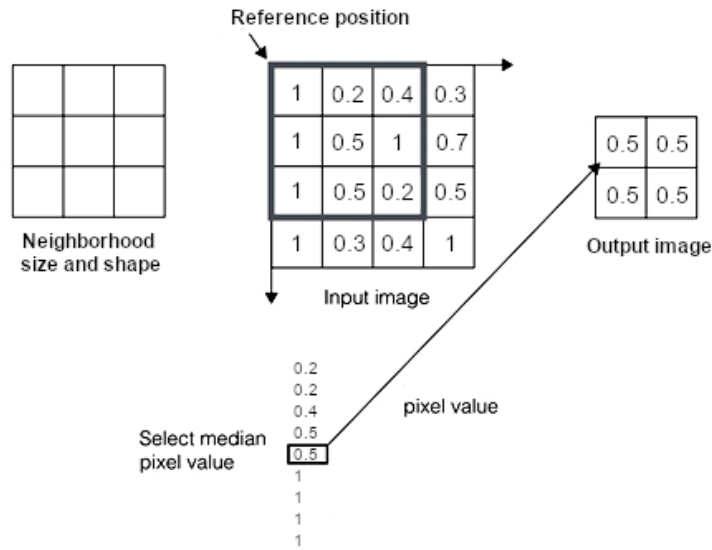 Reference position
1 0.2 0.4 0.3
1 0.5 1 0.7
1 0.5 0.2 0.5
1 0.3 0.4 1
0.5 0.5
0.5 0.5
Neighborhood
size and shape
Input image
Output image
0.2
0.2
0.4
0.5
0.5
1
1
1
1
Select median
pixel value
pixel value